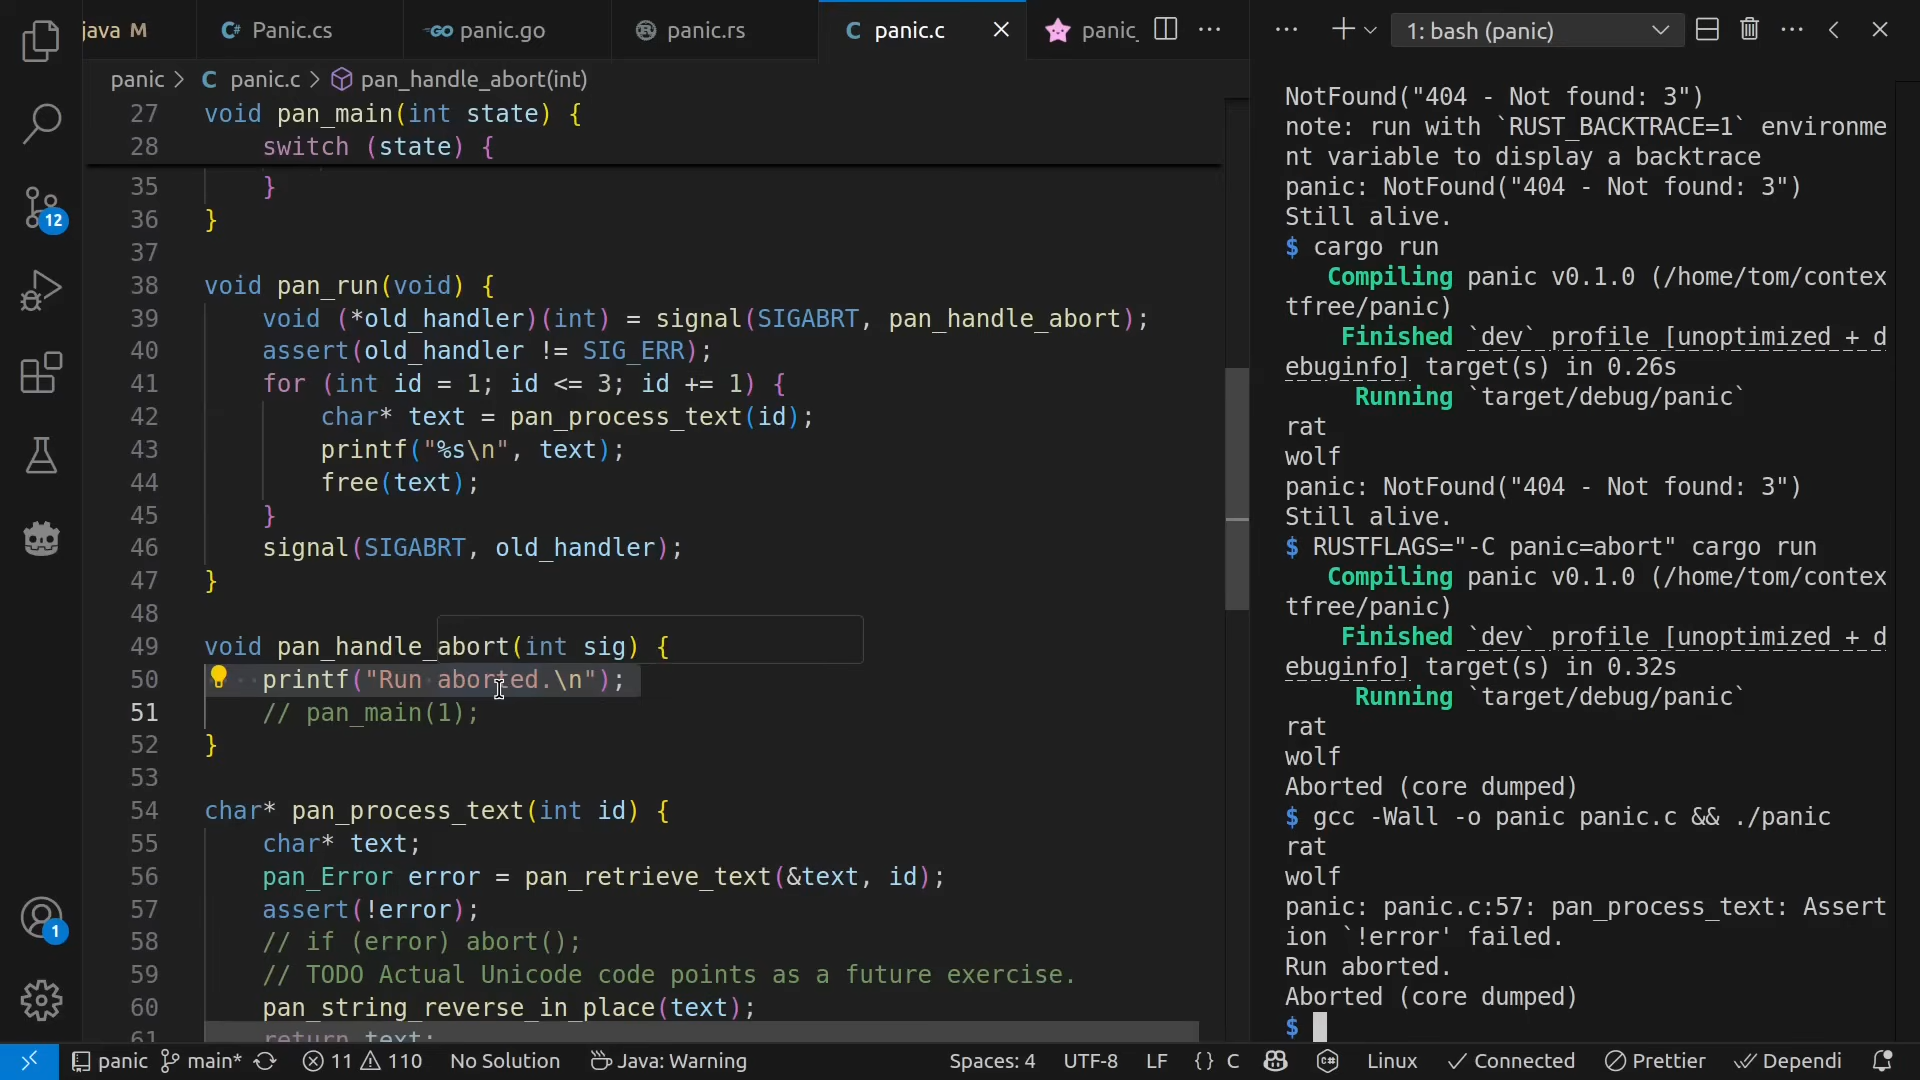 java M
C# Panic.cs
GO panic.go
panic.rs
C panic.c
panic_
1: bash (panic)
panic > C panic.c > pan_handle_abort(int)
27 void pan_main(int state) {
28 switch (state) {
35 }
36 }
37
38 void pan_run(void) {
39 void (*old_handler)(int) = signal(SIGABRT, pan_handle_abort);
40 assert(old_handler != SIG_ERR);
41 for (int id = 1; id <= 3; id += 1) {
42 char* text = pan_process_text(id);
43 printf("%s\n", text);
44 free(text);
45 }
46 signal(SIGABRT, old_handler);
47 }
48
49 void pan_handle_abort(int sig) {
50 printf("Run aborted.\n");
51 // pan_main(1);
52 }
53
54 char* pan_process_text(int id) {
55 char* text;
56 pan_Error error = pan_retrieve_text(&text, id);
57 assert(!error);
58 // if (error) abort();
59 // TODO Actual Unicode code points as a future exercise.
60 pan_string_reverse_in_place(text);
61 return text;
NotFound("404 - Not found: 3")
note: run with `RUST_BACKTRACE=1` environme
nt variable to display a backtrace
panic: NotFound("404 - Not found: 3")
Still alive.
$ cargo run
Compiling panic v0.1.0 (/home/tom/contex
tfree/panic)
Finished `dev` profile [unoptimized + d
ebuginfo] target(s) in 0.26s
Running `target/debug/panic`
rat
wolf
panic: NotFound("404 - Not found: 3")
Still alive.
$ RUSTFLAGS="-C panic=abort" cargo run
Compiling panic v0.1.0 (/home/tom/contex
tfree/panic)
Finished `dev` profile [unoptimized + d
ebuginfo] target(s) in 0.32s
Running `target/debug/panic`
rat
wolf
Aborted (core dumped)
$ gcc -Wall -o panic panic.c && ./panic
rat
wolf
panic: panic.c:57: pan_process_text: Assert
ion `!error' failed.
Run aborted.
Aborted (core dumped)
$
12
1
panic main* 11 110 No Solution Java: Warning Spaces: 4 UTF-8 LF {} C Linux Connected Prettier Dependi